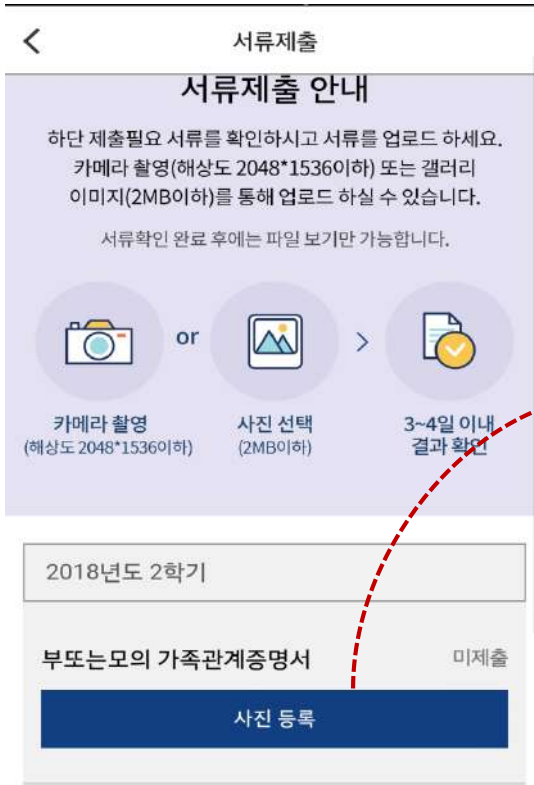 서류제출
서류제출 안내
하단 제출필요 서류를 확인하시고 서류를 업로드 하세요.
카메라 촬영(해상도 2048*1536이하) 또는 갤러리
이미지(2MB이하)를 통해 업로드 하실 수 있습니다.
서류확인 완료 후에는 파일 보기만 가능합니다.
or
>
카메라 촬영
(해상도 2048*1536이하)
사진 선택
(2MB이하)
3~4일 이내
결과 확인
2018년도 2학기
부또는모의 가족관계증명서 미제출
사진 등록